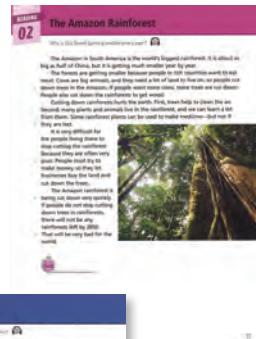 READING
02
The Amazon Rainforest
Why is this forest getting smaller every year?
The Amazon in South America is the world's biggest rainforest. It is about as
big as half of China, but it is getting much smaller year by year.
The forests are getting smaller because people in rich countries want to eat
meat. Cows are big animals, and they need a lot of land to live on, so people cut
down trees in the Amazon. If people want more cows, more trees are cut down.
People also cut down the rainforests to get wood.
Cutting down rainforests hurts the earth. First, trees help to clean the air.
Second, many plants and animals live in the rainforest, and we can learn a lot
from them. Some rainforest plants can be used to make medicine—but not if
they are lost.
It is very difficult for
the people living there to
stop cutting the rainforest
because they are often very
poor. People must try to
make money so they let
businesses buy the land and
cut down the trees.
The Amazon rainforest is
being cut down very quickly.
If people do not stop cutting
down trees in rainforests,
there will not be any
rainforests left by 2050.
That will be very bad for the
world.